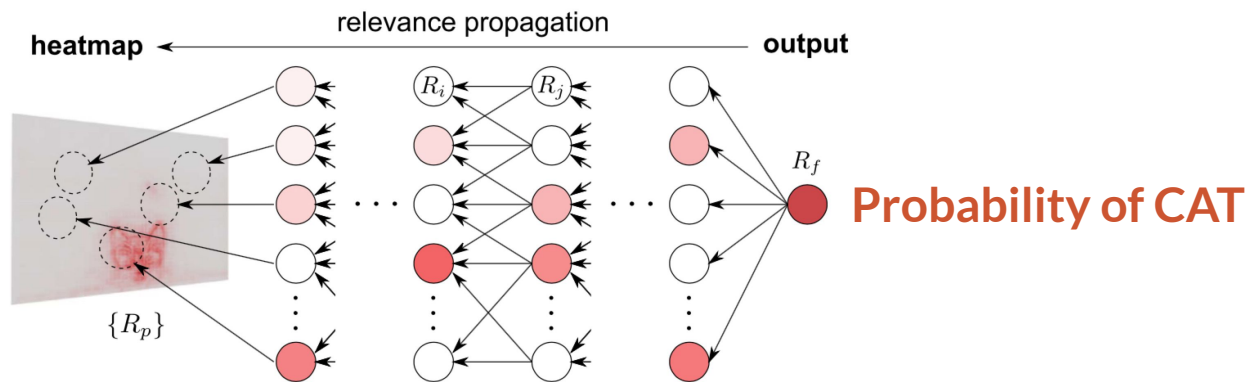 relevance propagation
heatmap
output
R_i
R_j
R_f
Probability of CAT
{R_p}